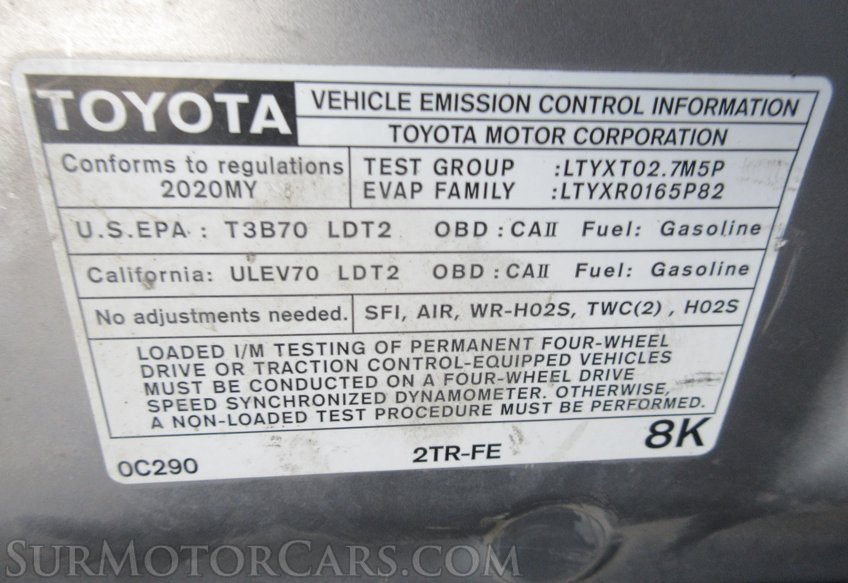 TOYOTA
VEHICLE EMISSION CONTROL INFORMATION
TOYOTA MOTOR CORPORATION
Conforms to regulations
2020MY
TEST GROUP :LTYXT02.7M5P
EVAP FAMILY :LTYXR0165P82
U.S.EPA : T3B70 LDT2 OBD : CAII Fuel: Gasoline
California: ULEV70 LDT2 OBD : CAII Fuel: Gasoline
No adjustments needed.
SFI, AIR, WR-HO2S, TWC(2) , HO2S
LOADED I/M TESTING OF PERMANENT FOUR-WHEEL
DRIVE OR TRACTION CONTROL-EQUIPPED VEHICLES
MUST BE CONDUCTED ON A FOUR-WHEEL DRIVE
SPEED SYNCHRONIZED DYNAMOMETER. OTHERWISE,
A NON-LOADED TEST PROCEDURE MUST BE PERFORMED.
0C290 2TR-FE 8K
SURMOTORCARS.COM